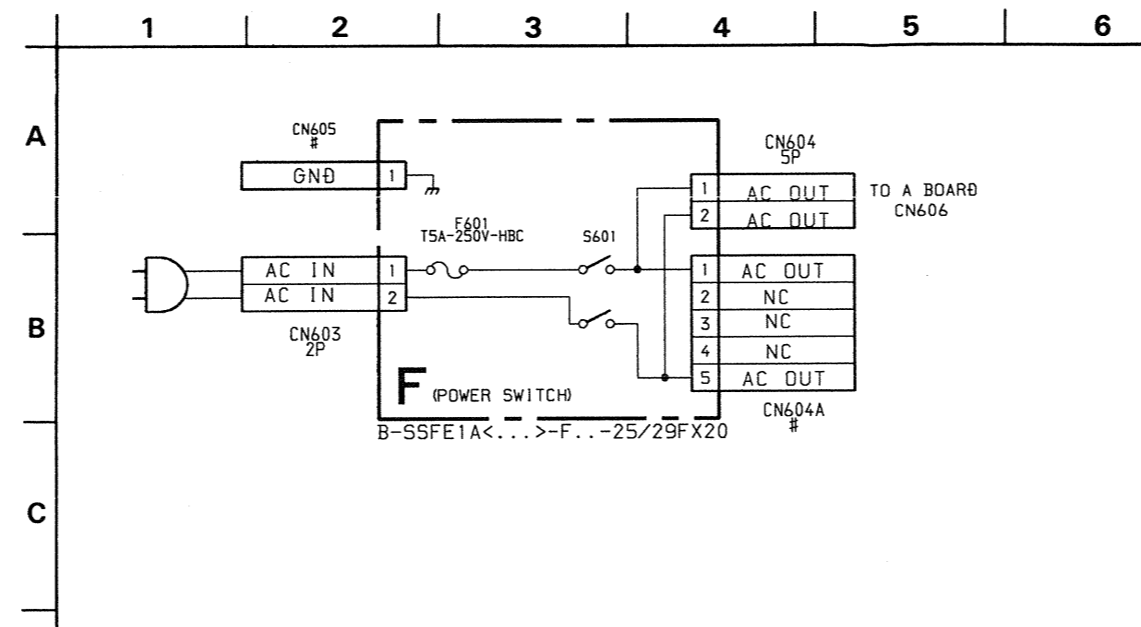 1 2 3 4 5 6
A
B
C
CN605
#
GND 1
F601
T5A-250V-HBC
S601
CN604
5P
1 AC OUT
2 AC OUT
TO A BOARD
CN606
AC IN 1
AC IN 2
CN603
2P
1 AC OUT
2 NC
3 NC
4 NC
5 AC OUT
CN604A
#
F (POWER SWITCH)
B-SSFE1A<...>-F..-25/29FX20